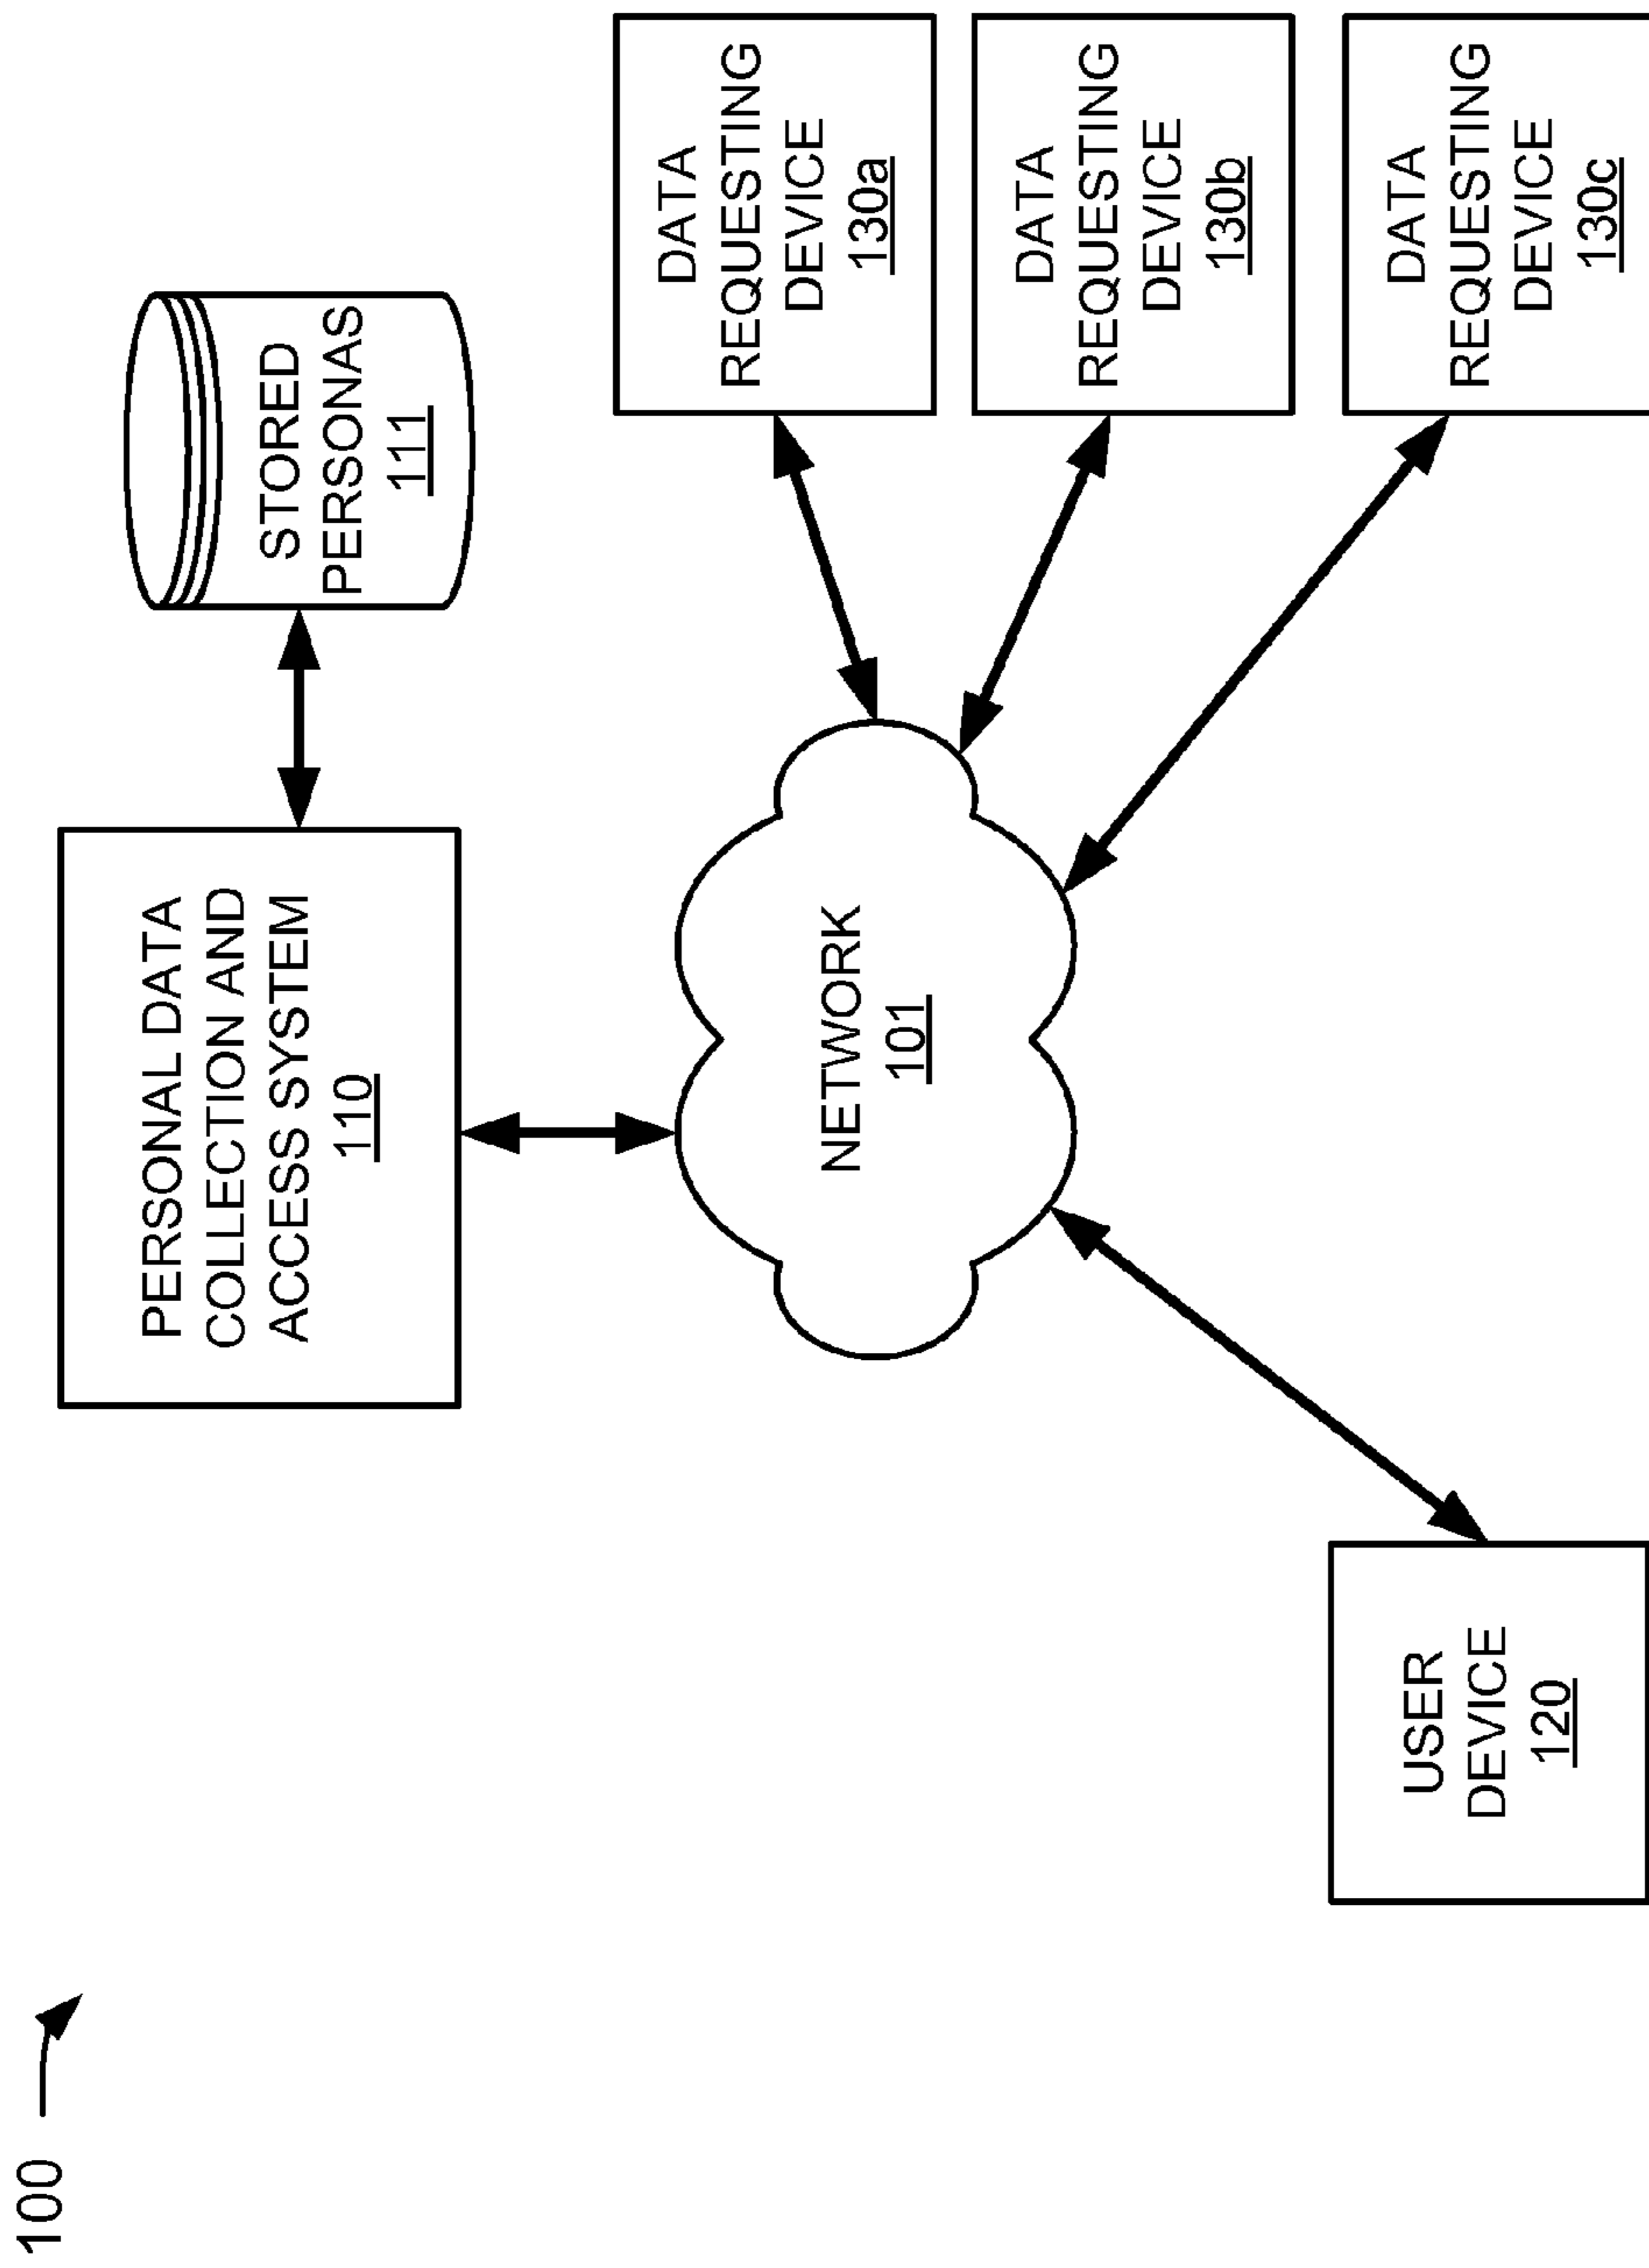 100
PERSONAL DATA
COLLECTION AND
ACCESS SYSTEM
110
STORED
PERSONAS
111
NETWORK
101
DATA
REQUESTING
DEVICE
130a
DATA
REQUESTING
DEVICE
130b
DATA
REQUESTING
DEVICE
130c
USER
DEVICE
120